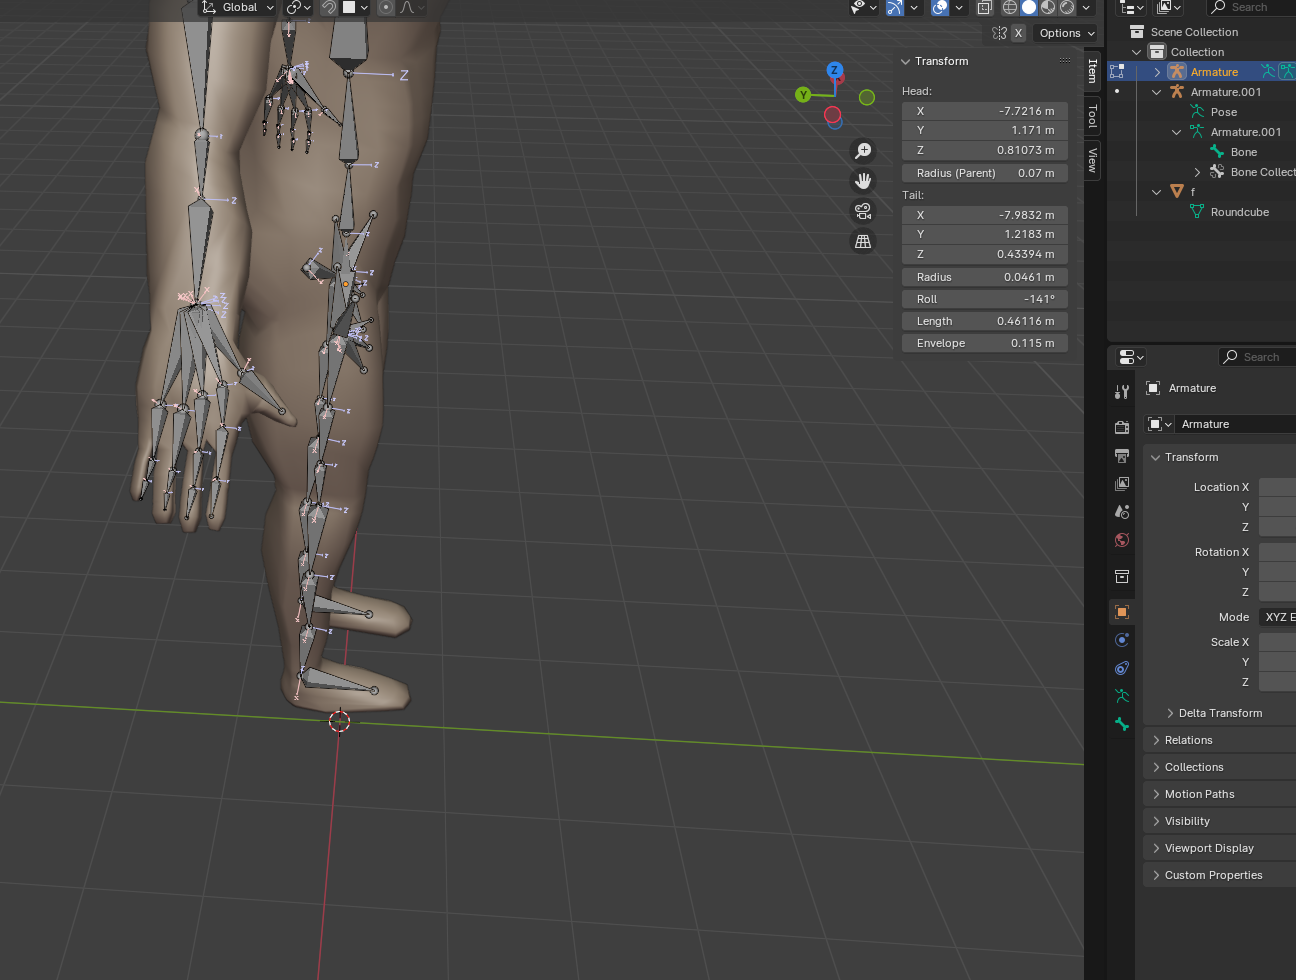 Global
Search
X
Options
Scene Collection
Collection
Armature
Armature.001
Pose
Armature.001
Bone
Bone Collect
f
Roundcube
Item
Tool
View
Transform
Head:
X -7.7216 m
Y 1.171 m
Z 0.81073 m
Radius (Parent) 0.07 m
Tail:
X -7.9832 m
Y 1.2183 m
Z 0.43394 m
Radius 0.0461 m
Roll -141°
Length 0.46116 m
Envelope 0.115 m
Z
Y
Z
Search
Armature
Armature
Transform
Location X
Y
Z
Rotation X
Y
Z
Mode XYZ E
Scale X
Y
Z
Delta Transform
Relations
Collections
Motion Paths
Visibility
Viewport Display
Custom Properties